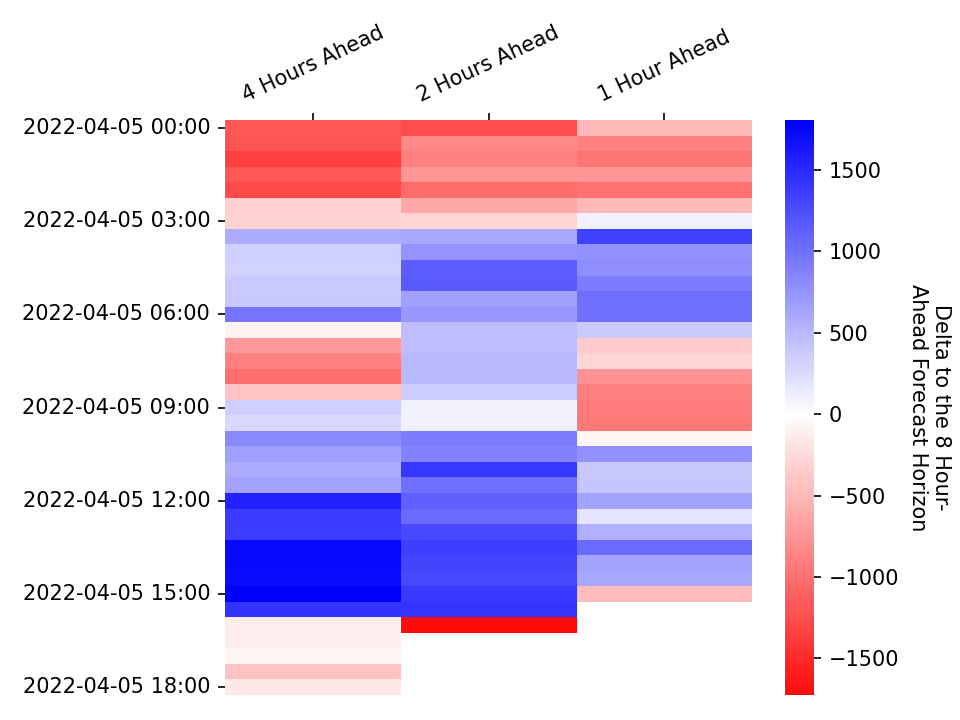 4 Hours Ahead
2 Hours Ahead
1 Hour Ahead
2022-04-05 00:00
2022-04-05 03:00
2022-04-05 06:00
2022-04-05 09:00
2022-04-05 12:00
2022-04-05 15:00
2022-04-05 18:00
1500
1000
500
0
−500
−1000
−1500
Delta to the 8 Hour-
Ahead Forecast Horizon